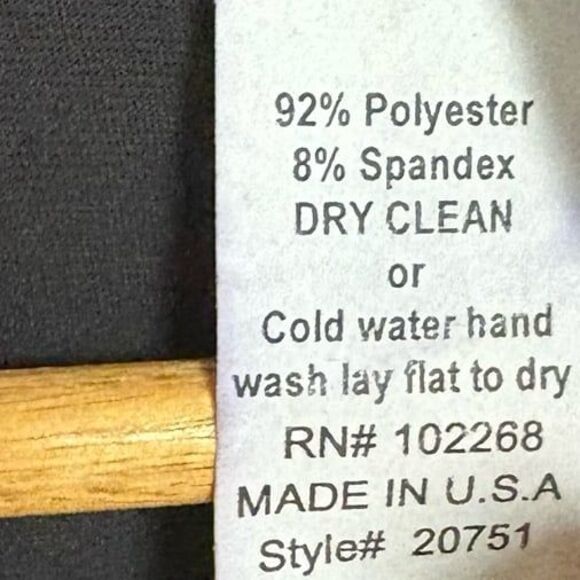 92% Polyester
8% Spandex
DRY CLEAN
or
Cold water hand
wash lay flat to dry
RN# 102268
MADE IN U.S.A
Style# 20751